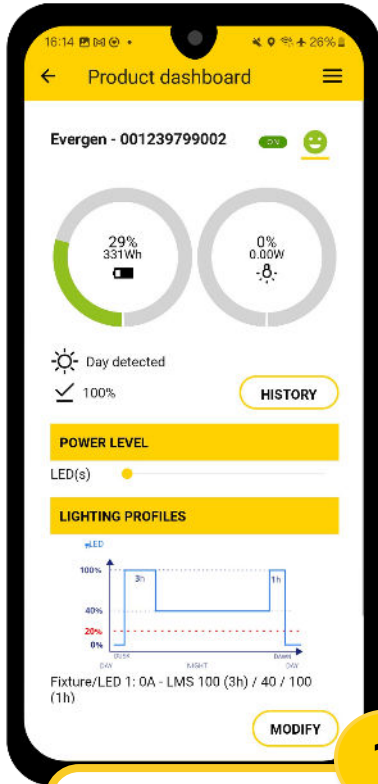 16:14 26%
Product dashboard
Evergen - 001239799002 ON
29%
331Wh
0%
0.00W
Day detected
100%
HISTORY
POWER LEVEL
LED(s)
LIGHTING PROFILES
LED
100%
3h
1h
40%
20%
0%
DUSK
DAWN
DAY
NIGHT
DAY
Fixture/LED 1: 0A - LMS 100 (3h) / 40 / 100
(1h)
MODIFY